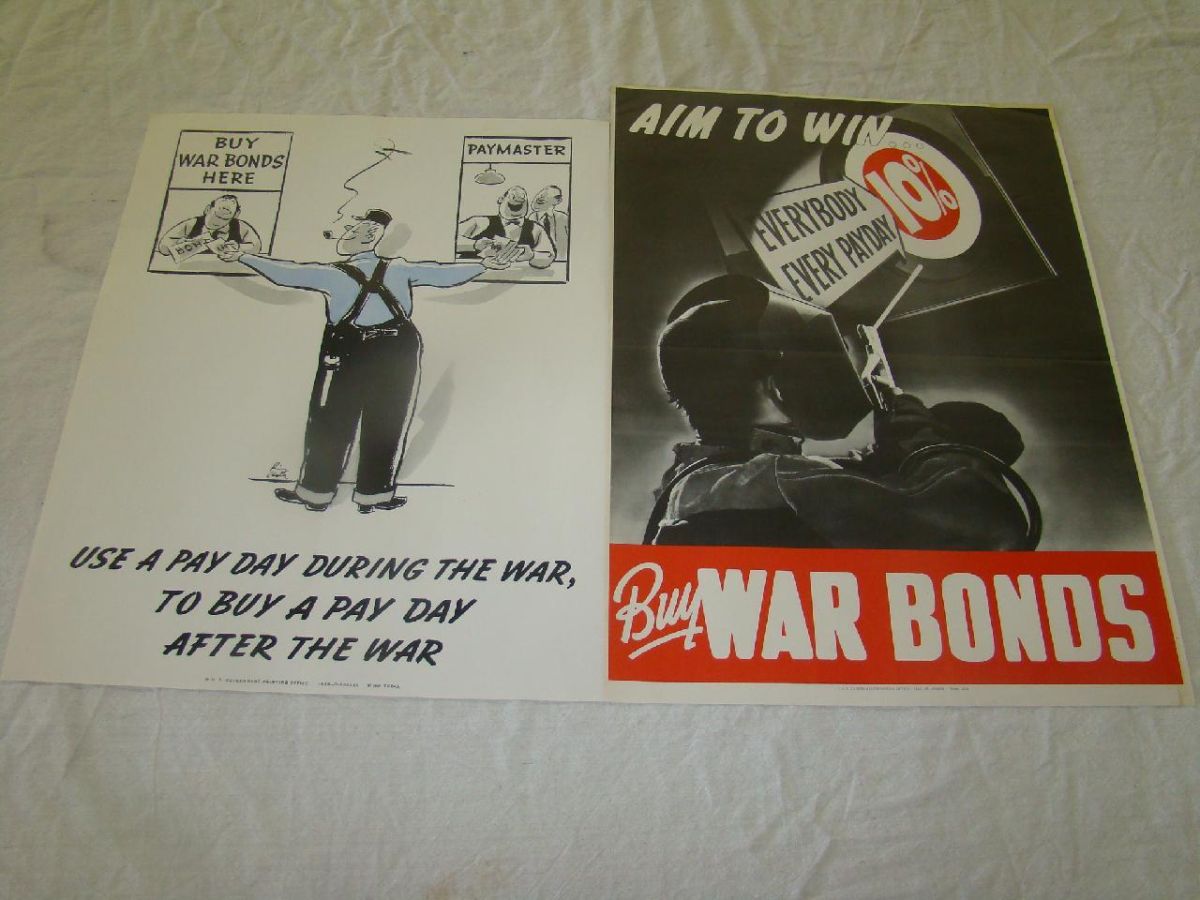 BUY
WAR BONDS
HERE
PAYMASTER
BOND
USE A PAY DAY DURING THE WAR,
TO BUY A PAY DAY
AFTER THE WAR
AIM TO WIN
10%
EVERYBODY
EVERY PAYDAY
Buy WAR BONDS